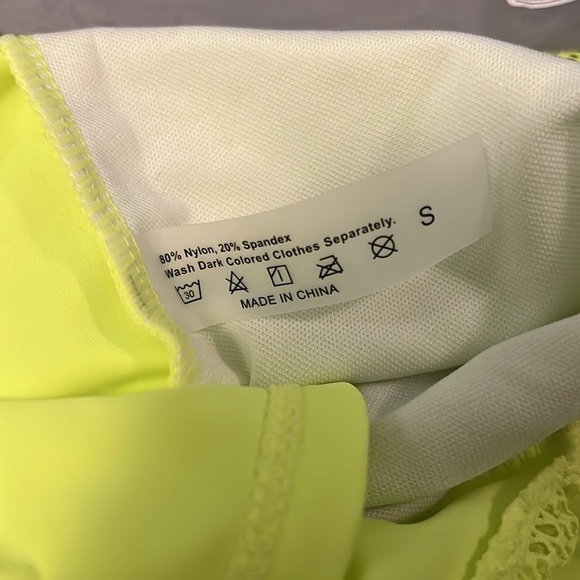 80% Nylon, 20% Spandex
Wash Dark Colored Clothes Separately.
S
30
MADE IN CHINA